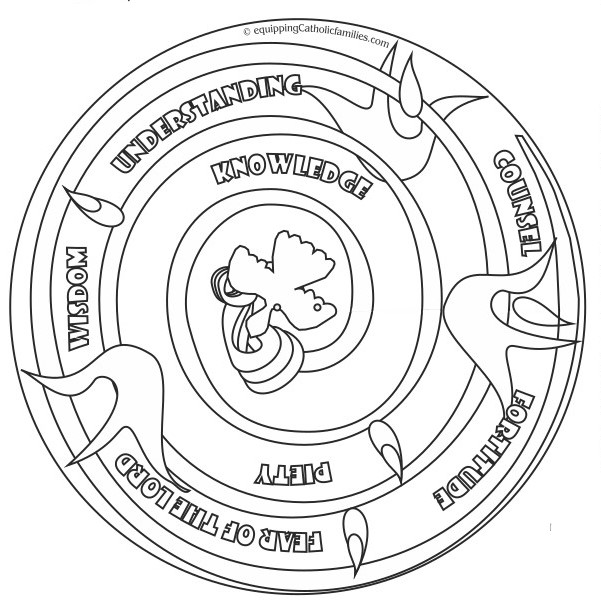 © equippingCatholicfamilies.com
UNDERSTANDING
KNOWLEDGE
COUNSEL
WISDOM
FORTITUDE
PIETY
FEAR OF THE LORD